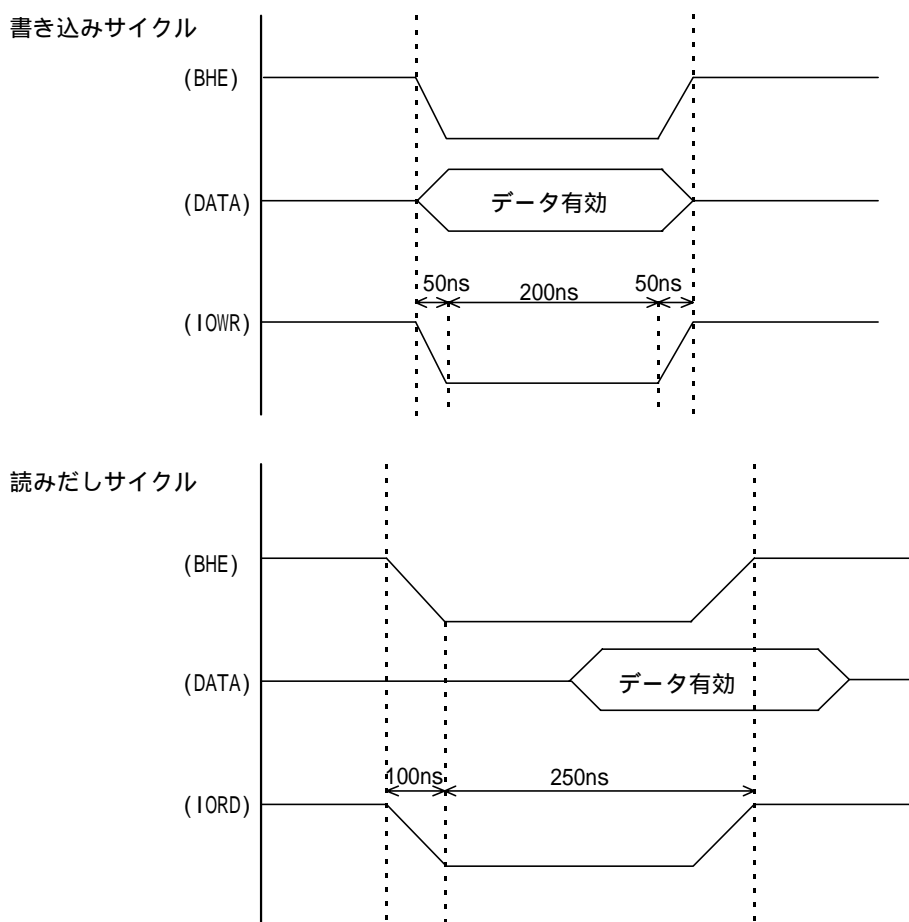 書き込みサイクル
(BHE)
(DATA)
データ有効
50ns
200ns
50ns
(IOWR)
読みだしサイクル
(BHE)
(DATA)
データ有効
100ns
250ns
(IORD)